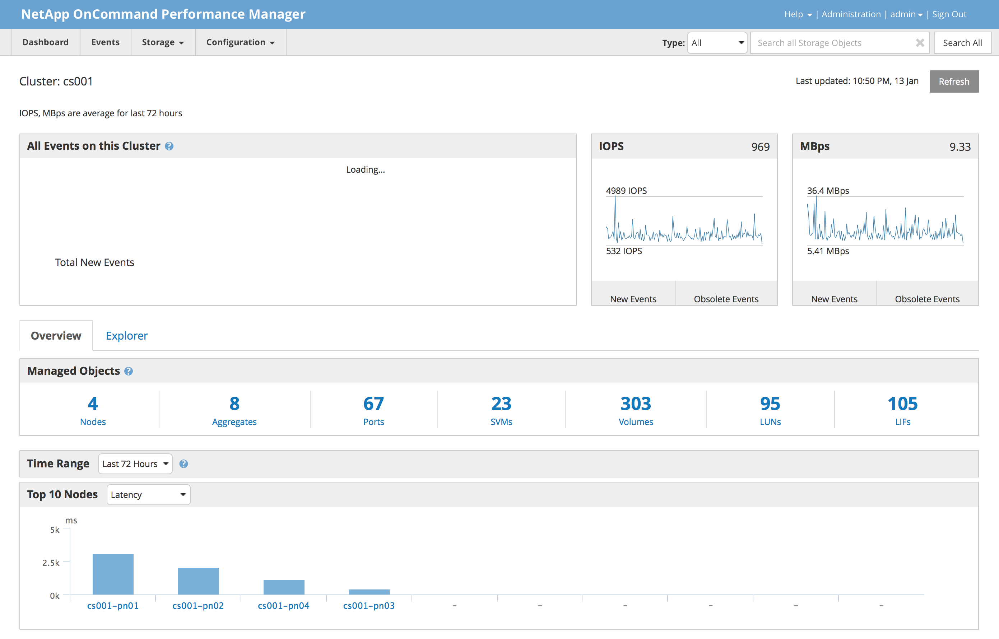 NetApp OnCommand Performance Manager
Help | Administration | admin | Sign Out
Dashboard Events Storage Configuration Type: All Search all Storage Objects Search All
Cluster: cs001
Last updated: 10:50 PM, 13 Jan Refresh
IOPS, MBps are average for last 72 hours
All Events on this Cluster ?
Loading...
Total New Events
IOPS 969
4989 IOPS
532 IOPS
New Events Obsolete Events
MBps 9.33
36.4 MBps
5.41 MBps
New Events Obsolete Events
Overview Explorer
Managed Objects ?
4 8 67 23 303 95 105
Nodes Aggregates Ports SVMs Volumes LUNs LIFs
Time Range Last 72 Hours ?
Top 10 Nodes Latency
ms
5k
2.5k
0k
cs001-pn01 cs001-pn02 cs001-pn04 cs001-pn03 - - - - - -